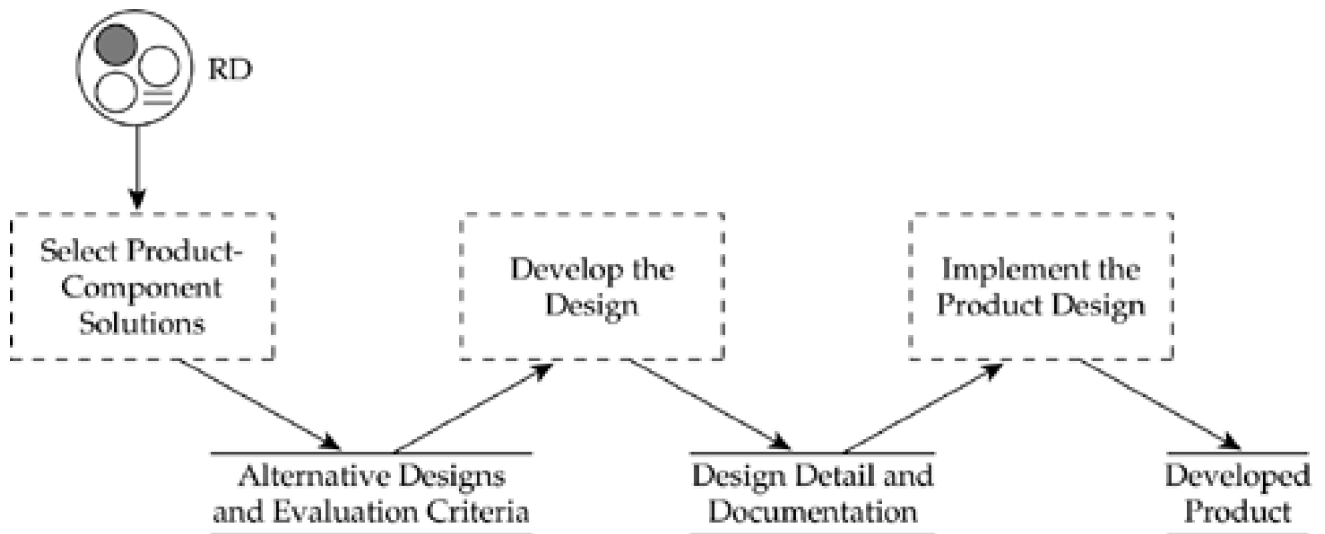 RD
Select Product-
Component
Solutions
Develop the
Design
Implement the
Product Design
Alternative Designs
and Evaluation Criteria
Design Detail and
Documentation
Developed
Product